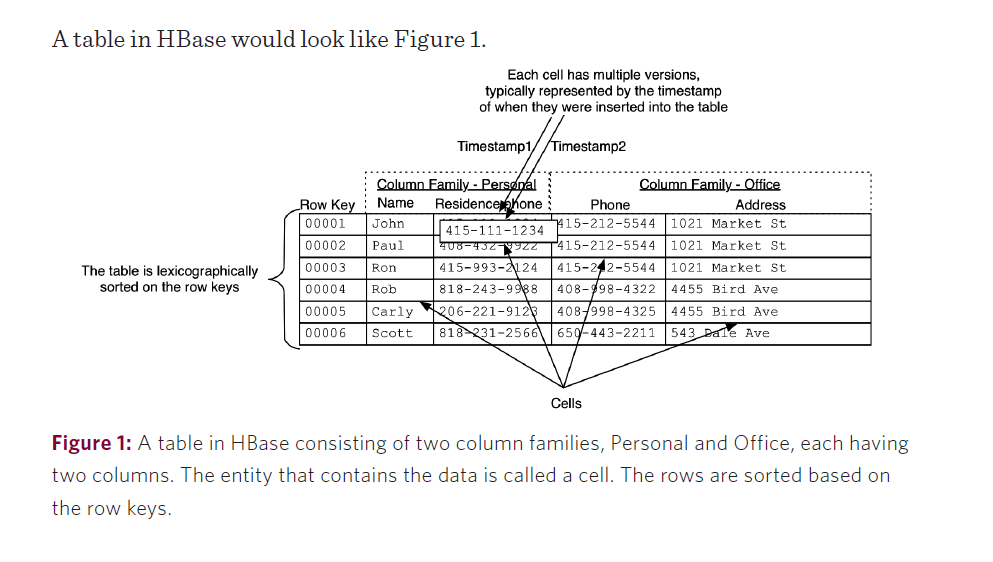 A table in HBase would look like Figure 1.
Each cell has multiple versions,
typically represented by the timestamp
of when they were inserted into the table
Timestamp1 Timestamp2
Column Family - Personal Column Family - Office
Row Key Name Residence phone Phone Address
00001 John 415-111-1234 415-212-5544 1021 Market St
00002 Paul 408-432-9922 415-212-5544 1021 Market St
00003 Ron 415-993-2124 415-212-5544 1021 Market St
The table is lexicographically
sorted on the row keys
00004 Rob 818-243-9988 408-998-4322 4455 Bird Ave
00005 Carly 206-221-9123 408-998-4325 4455 Bird Ave
00006 Scott 818-231-2566 650-443-2211 543 Dale Ave
Cells
Figure 1: A table in HBase consisting of two column families, Personal and Office, each having
two columns. The entity that contains the data is called a cell. The rows are sorted based on
the row keys.